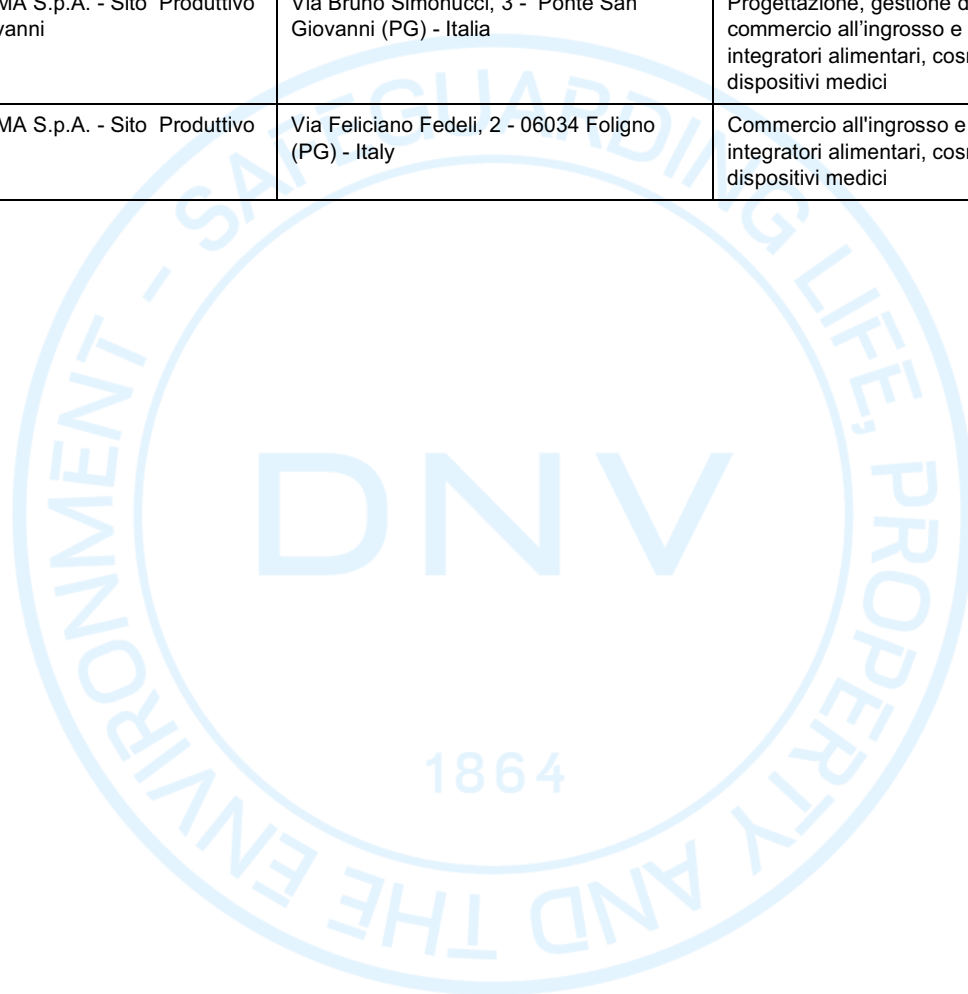 MA S.p.A. - Sito Produttivo
vanni
Via Bruno Simonucci, 3 - Ponte San
Giovanni (PG) - Italia
Progettazione, gestione d
commercio all’ingrosso e
integratori alimentari, cosr
dispositivi medici
MA S.p.A. - Sito Produttivo
Via Feliciano Fedeli, 2 - 06034 Foligno
(PG) - Italy
Commercio all'ingrosso e
integratori alimentari, cosr
dispositivi medici
SAFEGUARDING LIFE, PROPERTY AND THE ENVIRONMENT -
DNV
1864